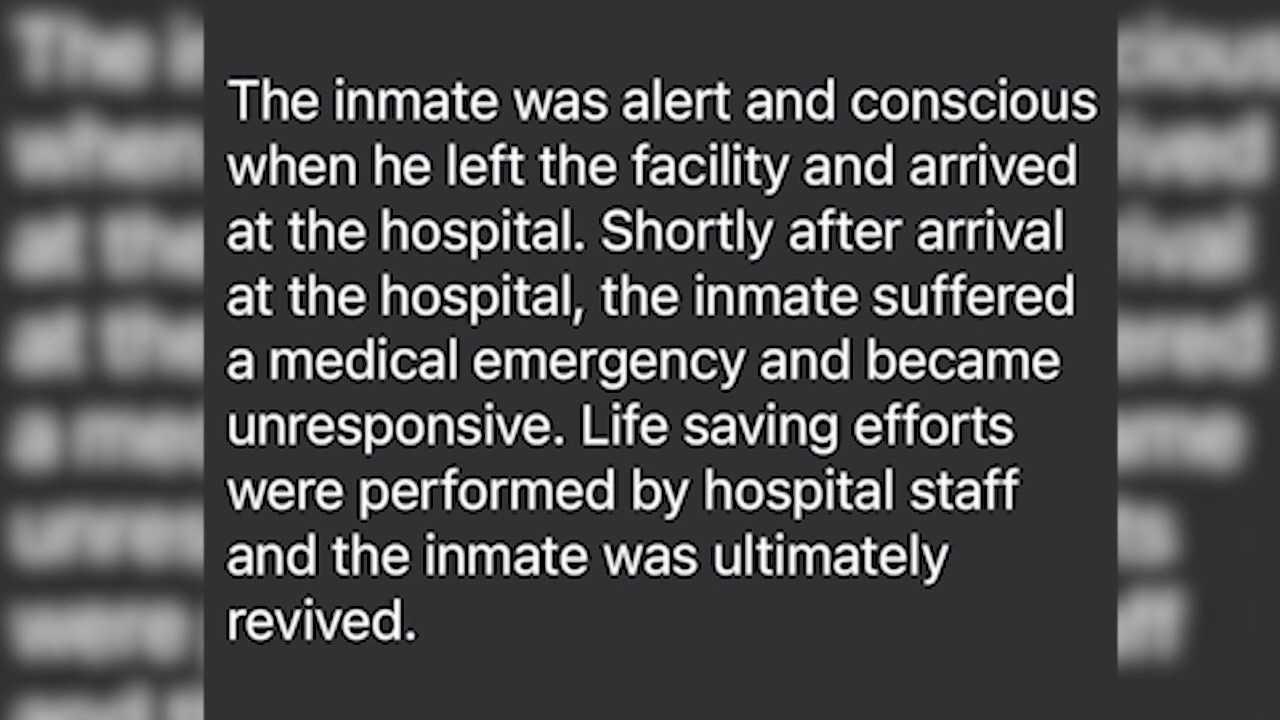 The inmate was alert and conscious
when he left the facility and arrived
at the hospital. Shortly after arrival
at the hospital, the inmate suffered
a medical emergency and became
unresponsive. Life saving efforts
were performed by hospital staff
and the inmate was ultimately
revived.